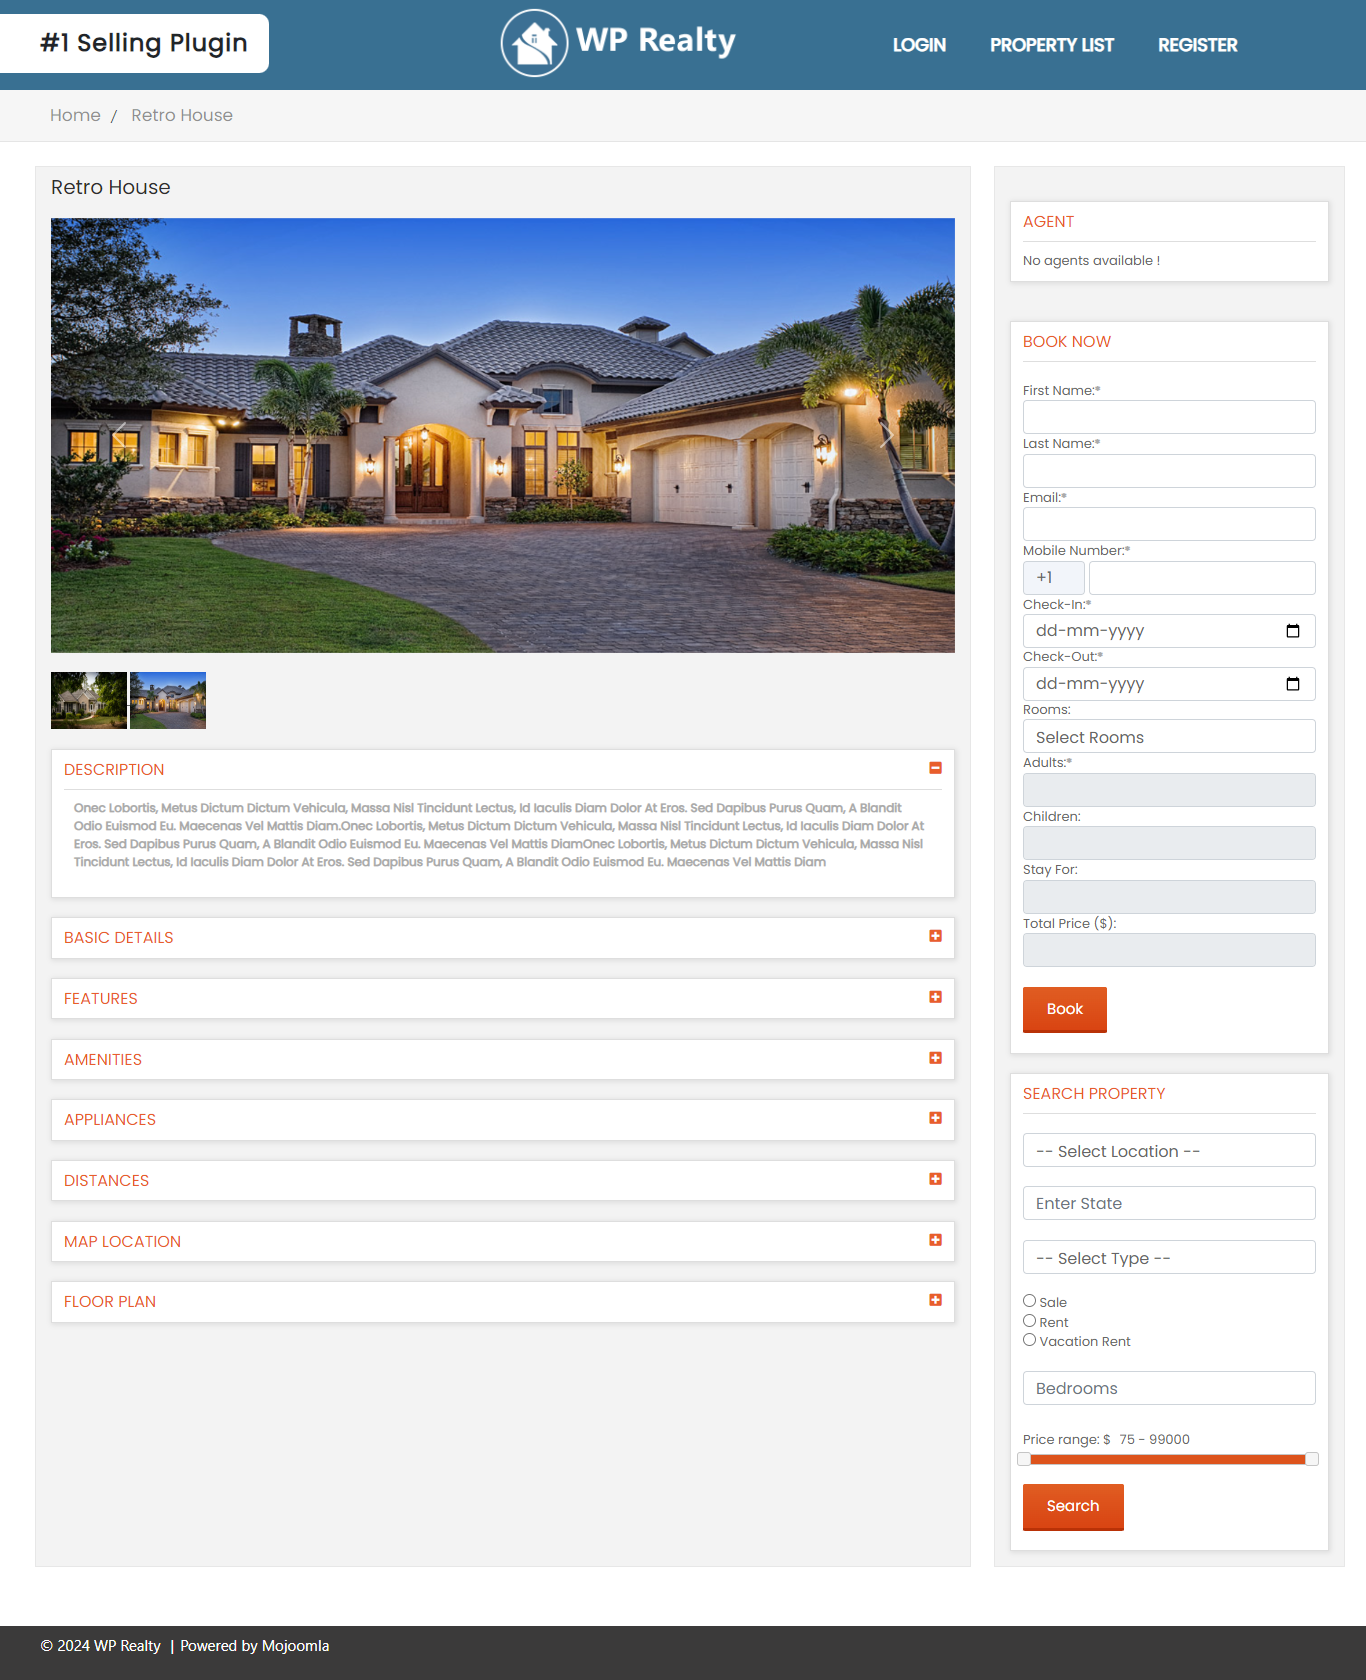 #1 Selling Plugin
WP Realty
LOGIN
PROPERTY LIST
REGISTER
Home / Retro House
Retro House
DESCRIPTION
Onec Lobortis, Metus Dictum Dictum Vehicula, Massa Nisl Tincidunt Lectus, Id Iaculis Diam Dolor At Eros. Sed Dapibus Purus Quam, A Blandit
Odio Euismod Eu. Maecenas Vel Mattis Diam.Onec Lobortis, Metus Dictum Dictum Vehicula, Massa Nisl Tincidunt Lectus, Id Iaculis Diam Dolor At
Eros. Sed Dapibus Purus Quam, A Blandit Odio Euismod Eu. Maecenas Vel Mattis DiamOnec Lobortis, Metus Dictum Dictum Vehicula, Massa Nisl
Tincidunt Lectus, Id Iaculis Diam Dolor At Eros. Sed Dapibus Purus Quam, A Blandit Odio Euismod Eu. Maecenas Vel Mattis Diam
BASIC DETAILS
FEATURES
AMENITIES
APPLIANCES
DISTANCES
MAP LOCATION
FLOOR PLAN
AGENT
No agents available !
BOOK NOW
First Name:*
Last Name:*
Email:*
Mobile Number:*
+1
Check-In:*
dd-mm-yyyy
Check-Out:*
dd-mm-yyyy
Rooms:
Select Rooms
Adults:*
Children:
Stay For:
Total Price ($):
Book
SEARCH PROPERTY
-- Select Location --
Enter State
-- Select Type --
Sale
Rent
Vacation Rent
Bedrooms
Price range: $ 75 - 99000
Search
© 2024 WP Realty | Powered by Mojoomla